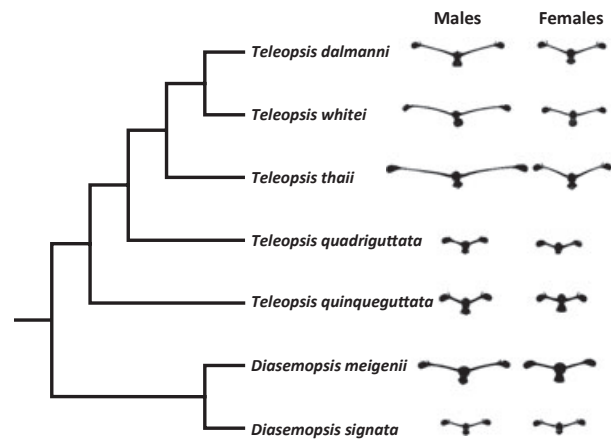 Males Females
Teleopsis dalmanni
Teleopsis whitei
Teleopsis thaii
Teleopsis quadriguttata
Teleopsis quinqueguttata
Diasemopsis meigenii
Diasemopsis signata